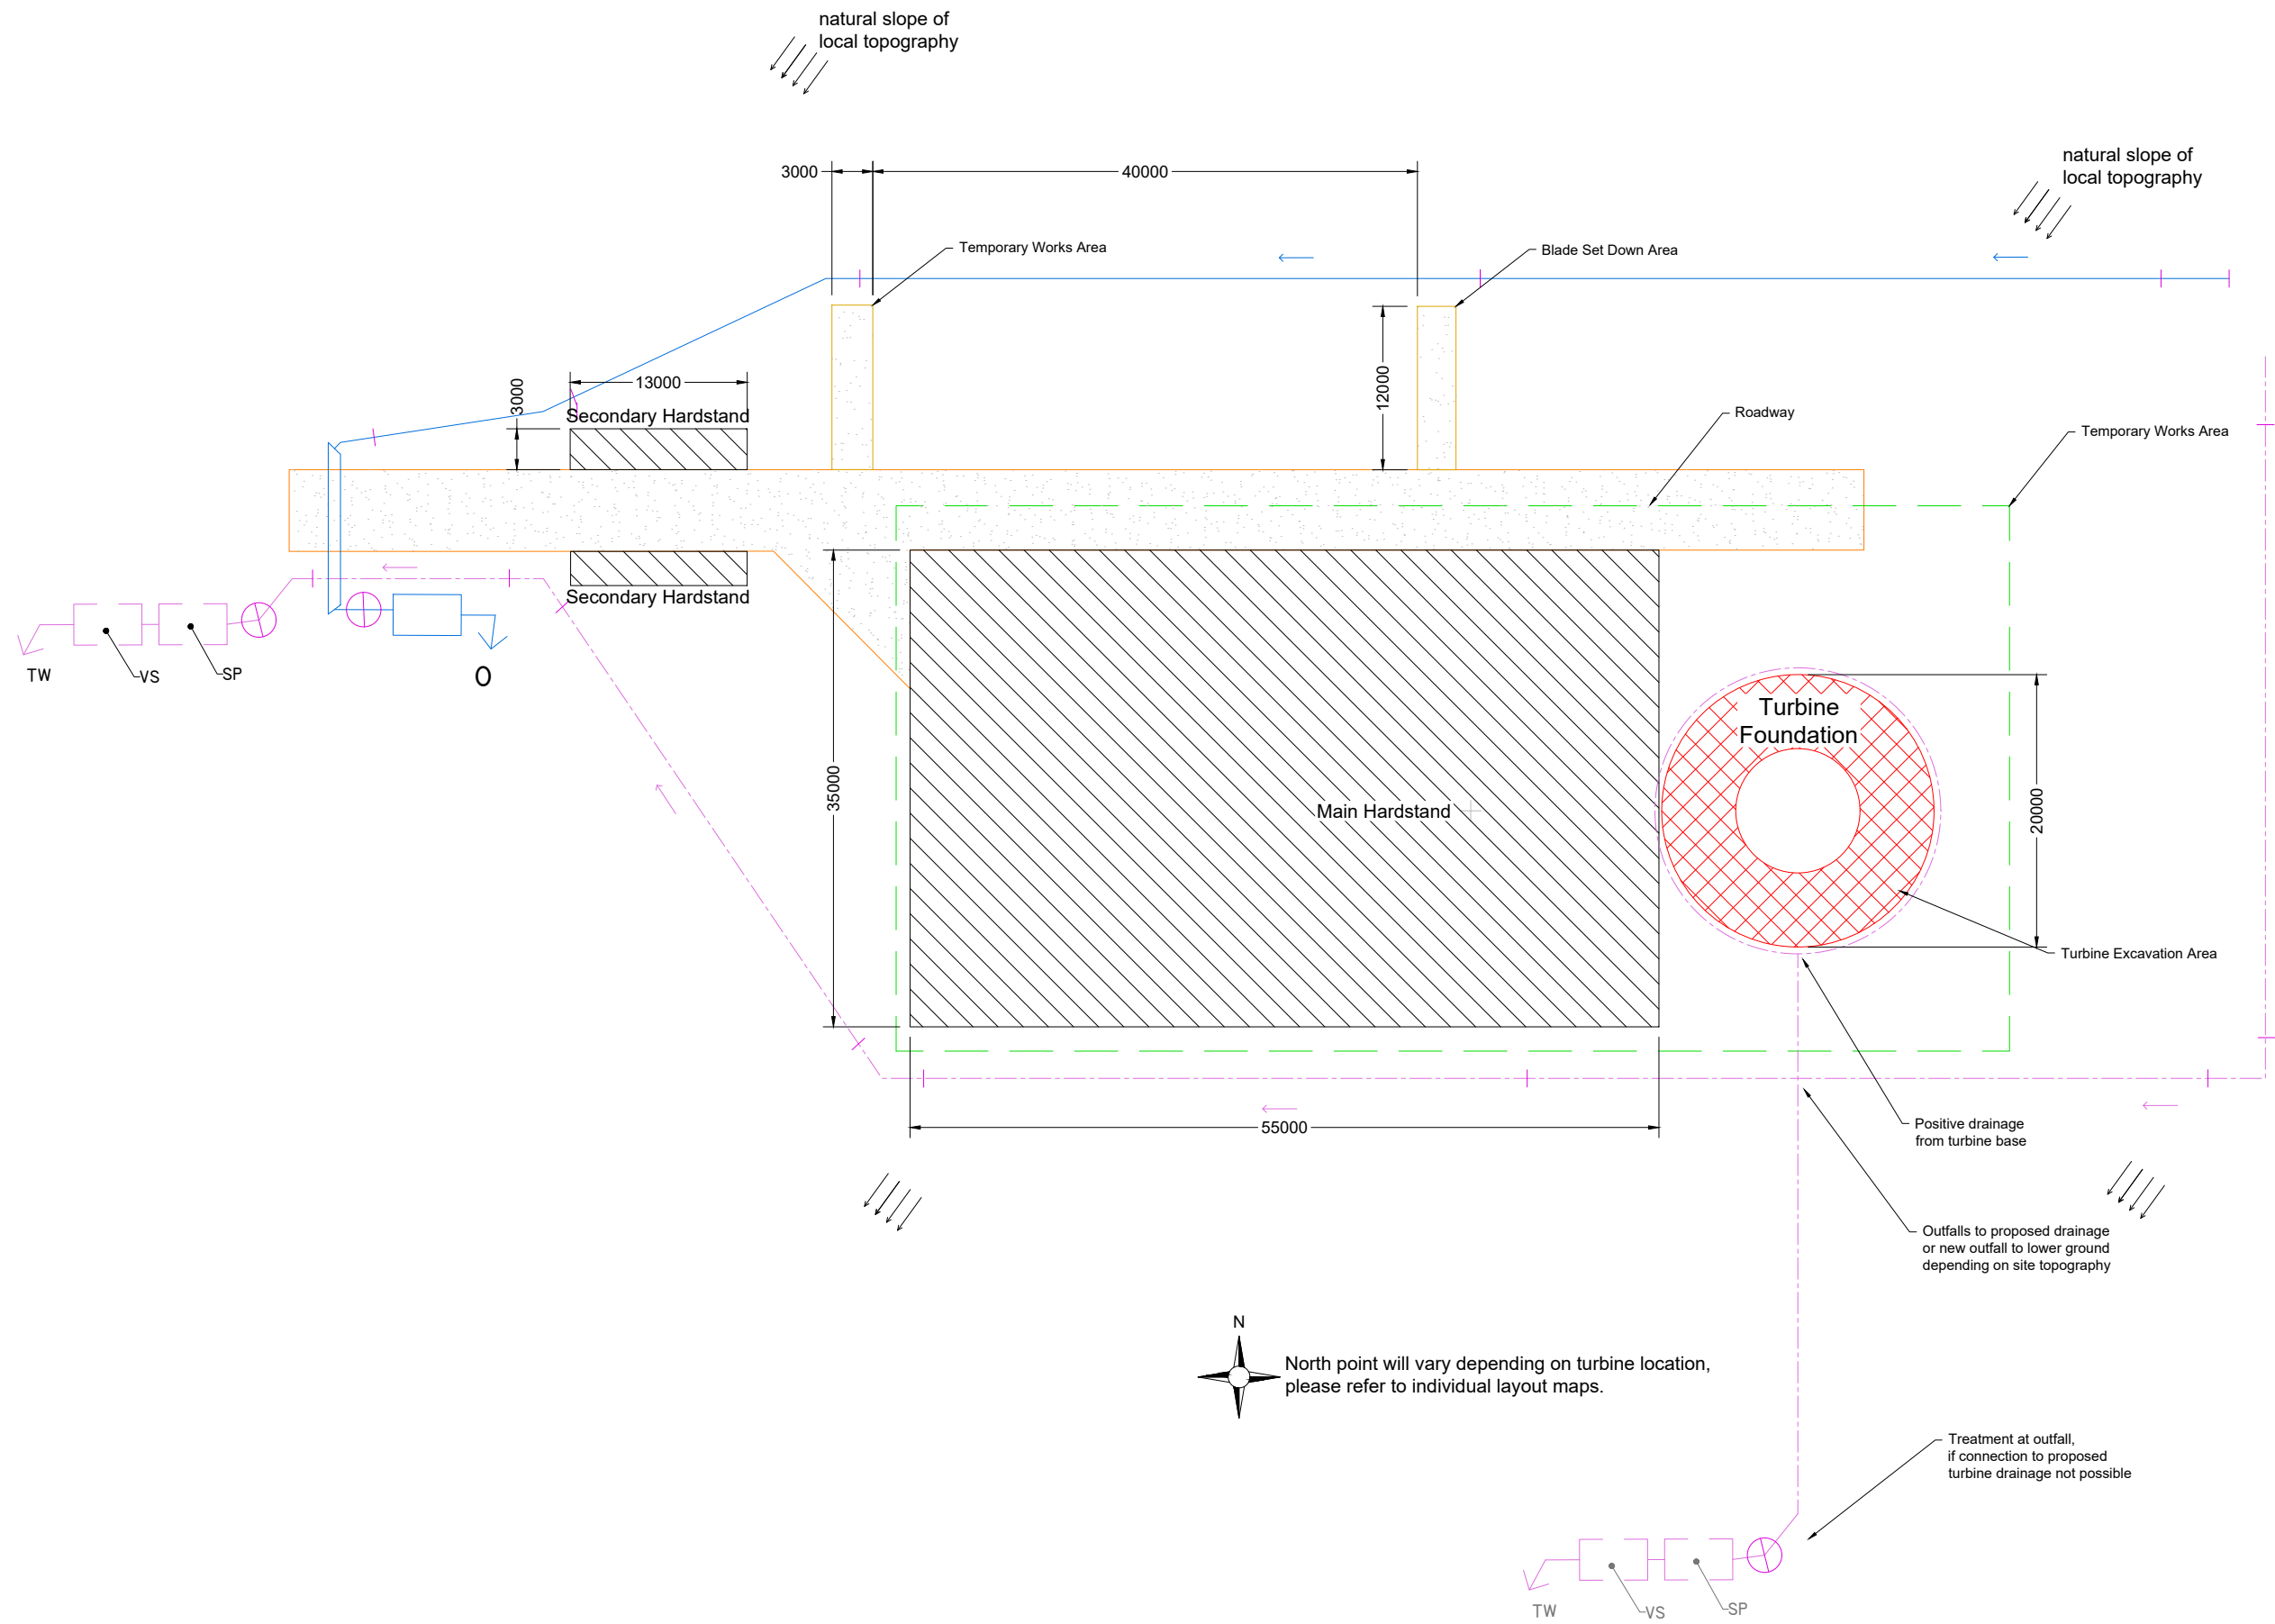 natural slope of
local topography
natural slope of
local topography
3000
40000
Temporary Works Area
Blade Set Down Area
13000
3000
12000
Secondary Hardstand
Roadway
Temporary Works Area
Secondary Hardstand
TW
VS
SP
O
Turbine
Foundation
35000
Main Hardstand
20000
Turbine Excavation Area
55000
Positive drainage
from turbine base
Outfalls to proposed drainage
or new outfall to lower ground
depending on site topography
N
North point will vary depending on turbine location,
please refer to individual layout maps.
Treatment at outfall,
if connection to proposed
turbine drainage not possible
TW
VS
SP